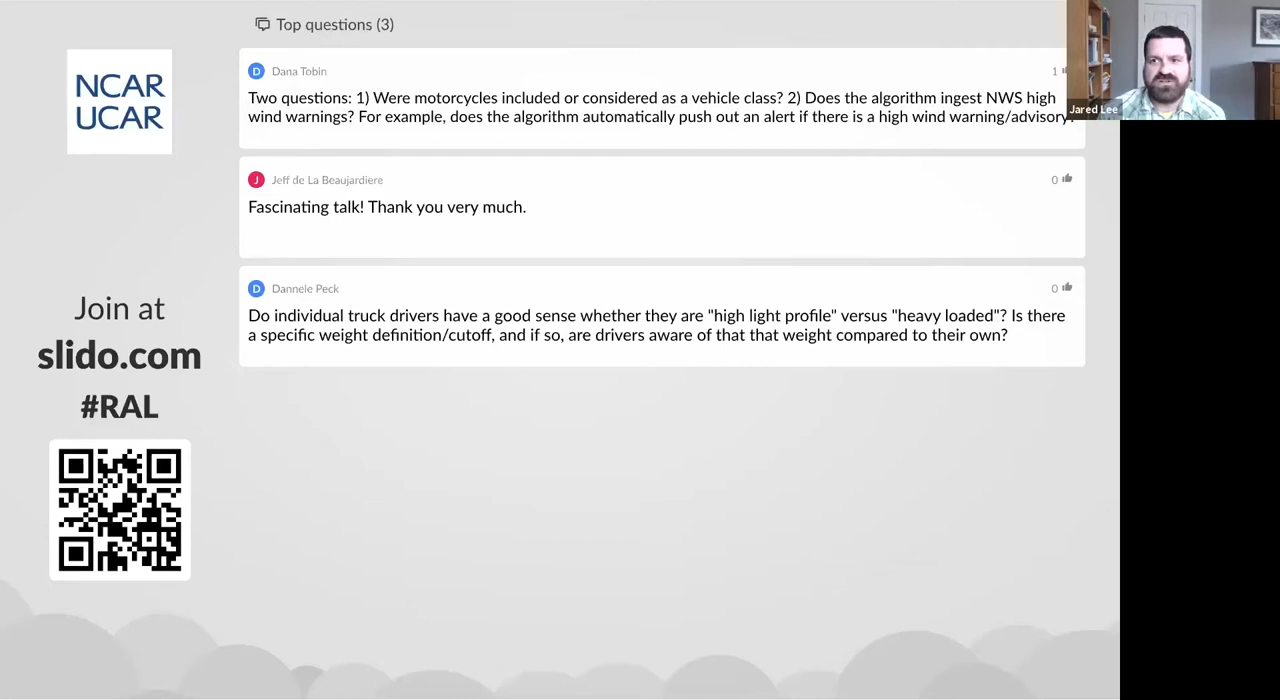 Top questions (3)
NCAR
UCAR
D Dana Tobin 1
Two questions: 1) Were motorcycles included or considered as a vehicle class? 2) Does the algorithm ingest NWS high
wind warnings? For example, does the algorithm automatically push out an alert if there is a high wind warning/advisory?
Jared Lee
J Jeff de La Beaujardiere 0
Fascinating talk! Thank you very much.
D Dannele Peck 0
Do individual truck drivers have a good sense whether they are "high light profile" versus "heavy loaded"? Is there
a specific weight definition/cutoff, and if so, are drivers aware of that that weight compared to their own?
Join at
slido.com
#RAL